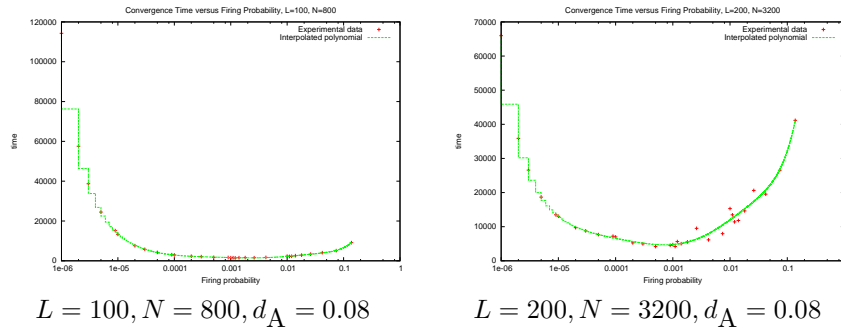 Convergence Time versus Firing Probability, L=100, N=800
120000
100000
80000
60000
40000
20000
0
time
Experimental data
Interpolated polynomial
1e-06
1e-05
0.0001
0.001
0.01
0.1
1
Firing probability
L = 100, N = 800, dA = 0.08
Convergence Time versus Firing Probability, L=200, N=3200
70000
60000
50000
40000
30000
20000
10000
0
time
Experimental data
Interpolated polynomial
1e-06
1e-05
0.0001
0.001
0.01
0.1
Firing probability
L = 200, N = 3200, dA = 0.08